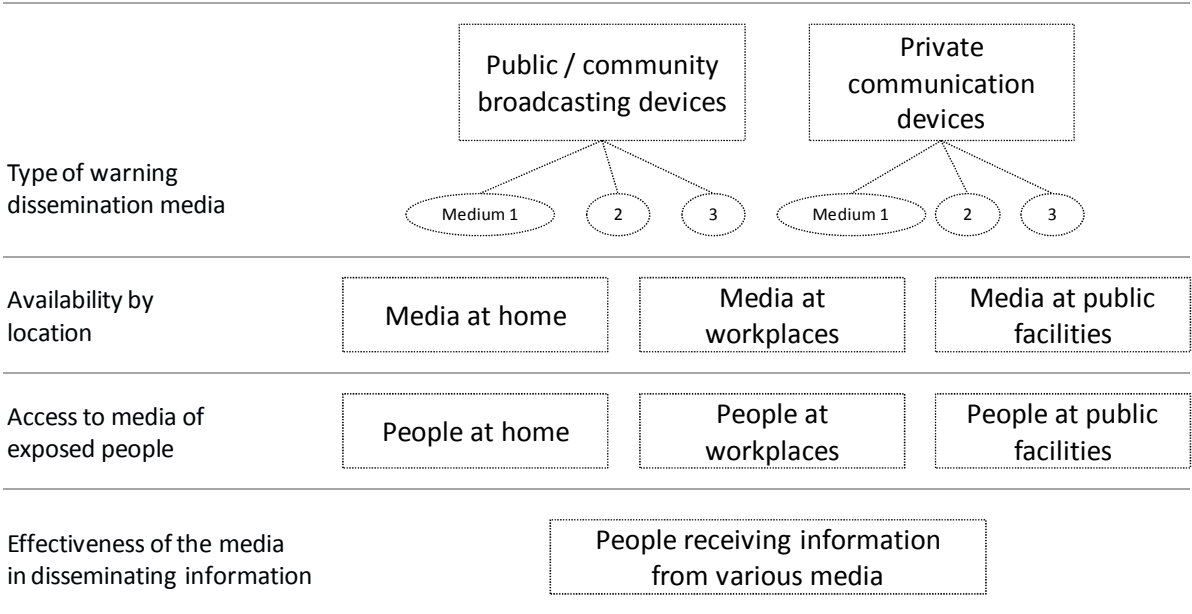 Public / community
broadcasting devices
Private
communication
devices
Type of warning
dissemination media
Medium 1
2
3
Medium 1
2
3
Availability by
location
Media at home
Media at
workplaces
Media at public
facilities
Access to media of
exposed people
People at home
People at
workplaces
People at public
facilities
Effectiveness of the media
in disseminating information
People receiving information
from various media